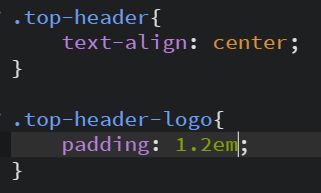 .top-header{
    text-align: center;
}
.top-header-logo{
    padding: 1.2em;
}